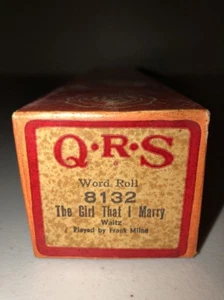 Q·R·S
Word Roll
8132
The Girl That I Marry
Waltz
Played by Frank Milne